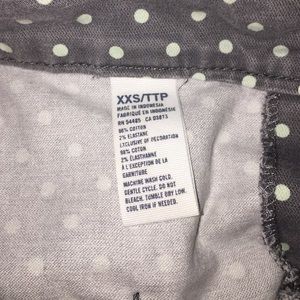 XXS/TTP
MADE IN INDONESIA
FABRIQUÉ EN INDONÉSIE
RN 54485 CA 03873
98% COTTON
2% ELASTANE
EXCLUSIVE OF DECORATION
98% COTON
2% ÉLASTHANNE
À L'EXCEPTION DE LA
GARNITURE
MACHINE WASH COLD.
GENTLE CYCLE. DO NOT
BLEACH. TUMBLE DRY LOW.
COOL IRON IF NEEDED.